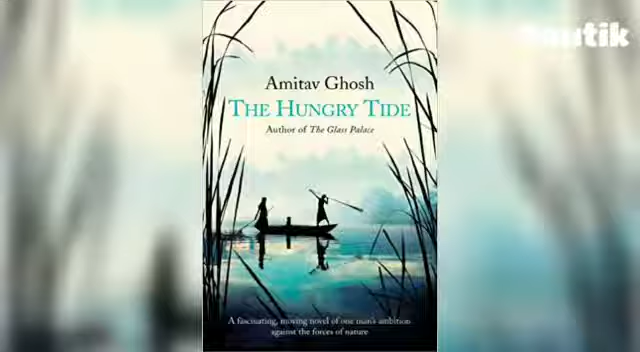 Amitav Ghosh
THE HUNGRY TIDE
Author of The Glass Palace
A fascinating, moving novel of one man's ambition
against the forces of nature